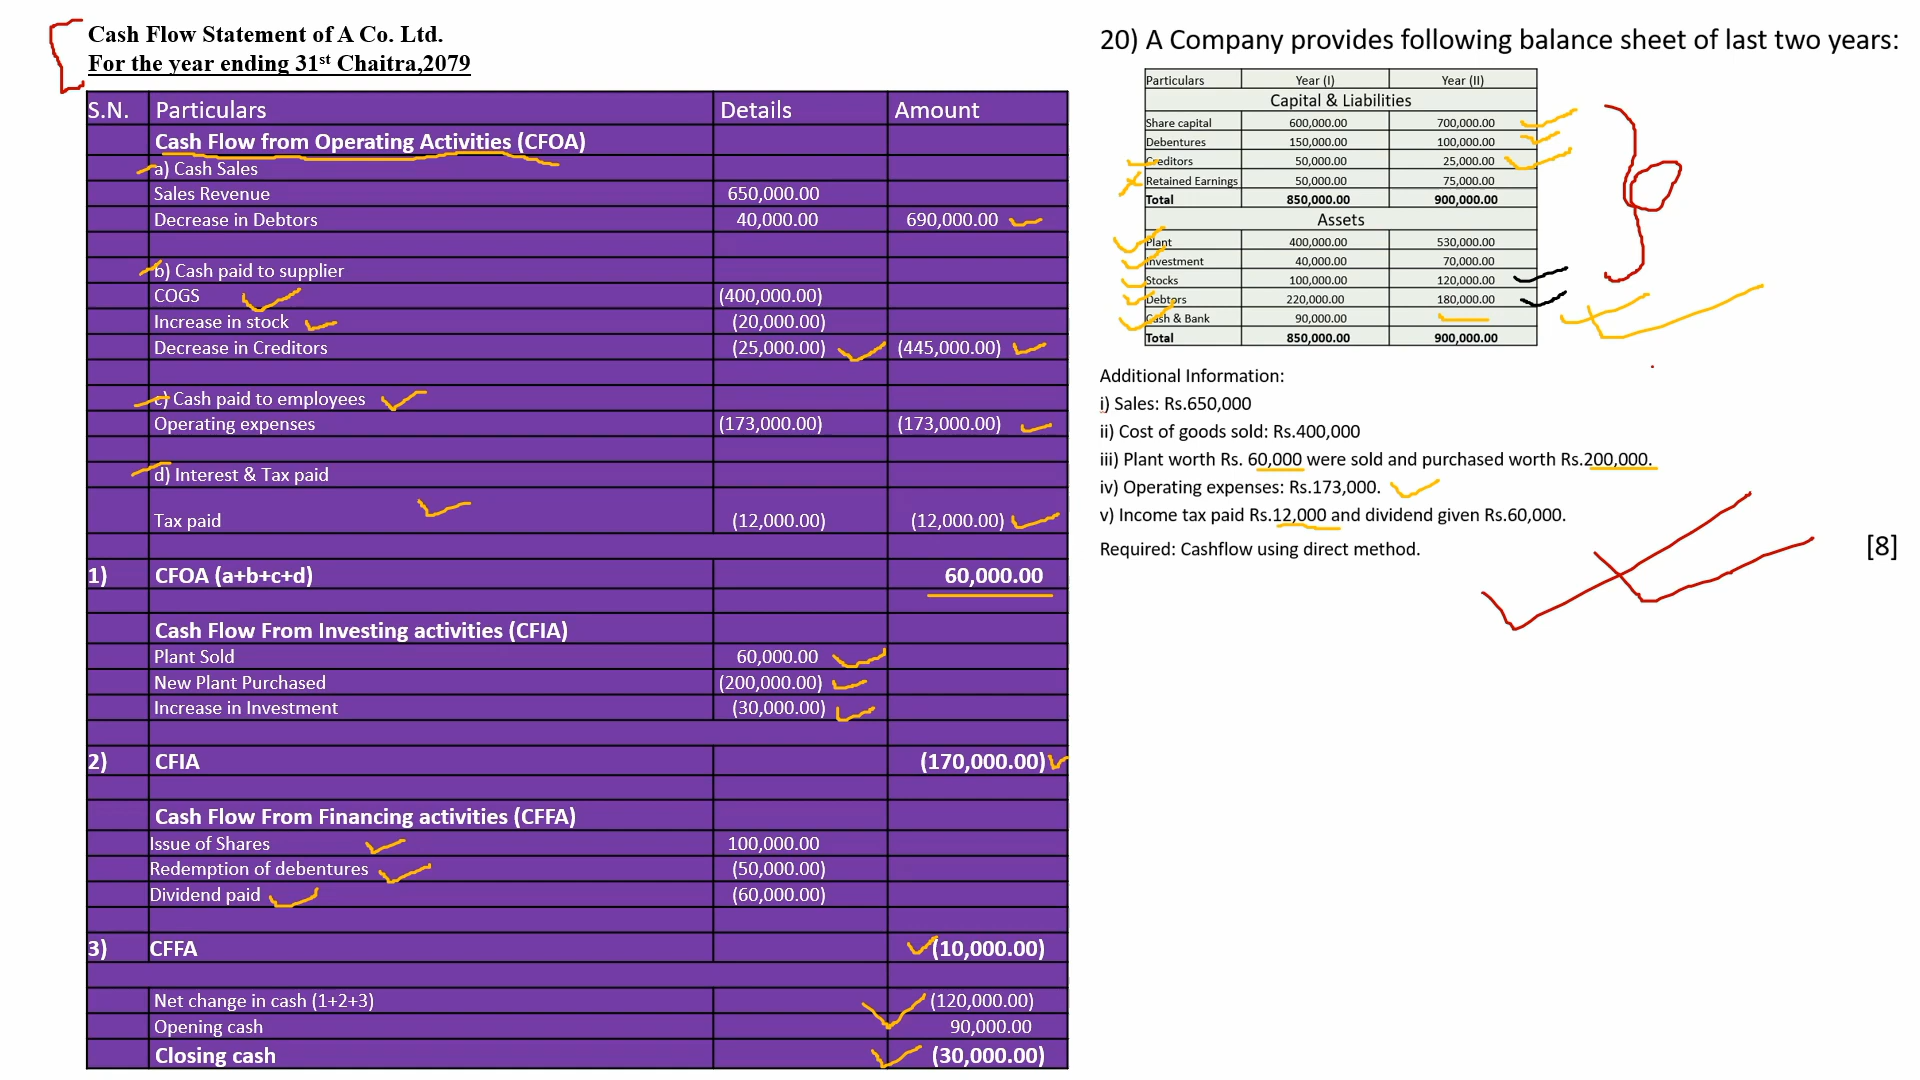 Cash Flow Statement of A Co. Ltd.
For the year ending 31st Chaitra,2079
S.N. Particulars Details Amount
Cash Flow from Operating Activities (CFOA)
a) Cash Sales
Sales Revenue 650,000.00
Decrease in Debtors 40,000.00 690,000.00
b) Cash paid to supplier
COGS (400,000.00)
Increase in stock (20,000.00)
Decrease in Creditors (25,000.00) (445,000.00)
c) Cash paid to employees
Operating expenses (173,000.00) (173,000.00)
d) Interest & Tax paid
Tax paid (12,000.00) (12,000.00)
1) CFOA (a+b+c+d) 60,000.00
Cash Flow From Investing activities (CFIA)
Plant Sold 60,000.00
New Plant Purchased (200,000.00)
Increase in Investment (30,000.00)
2) CFIA (170,000.00)
Cash Flow From Financing activities (CFFA)
Issue of Shares 100,000.00
Redemption of debentures (50,000.00)
Dividend paid (60,000.00)
3) CFFA (10,000.00)
Net change in cash (1+2+3) (120,000.00)
Opening cash 90,000.00
Closing cash (30,000.00)
20) A Company provides following balance sheet of last two years:
Particulars Year (I) Year (II)
Capital & Liabilities
Share capital 600,000.00 700,000.00
Debentures 150,000.00 100,000.00
Creditors 50,000.00 25,000.00
Retained Earnings 50,000.00 75,000.00
Total 850,000.00 900,000.00
Assets
Plant 400,000.00 530,000.00
Investment 40,000.00 70,000.00
Stocks 100,000.00 120,000.00
Debtors 220,000.00 180,000.00
Cash & Bank 90,000.00
Total 850,000.00 900,000.00
Additional Information:
i) Sales: Rs.650,000
ii) Cost of goods sold: Rs.400,000
iii) Plant worth Rs. 60,000 were sold and purchased worth Rs.200,000.
iv) Operating expenses: Rs.173,000.
v) Income tax paid Rs.12,000 and dividend given Rs.60,000.
Required: Cashflow using direct method.
[8]